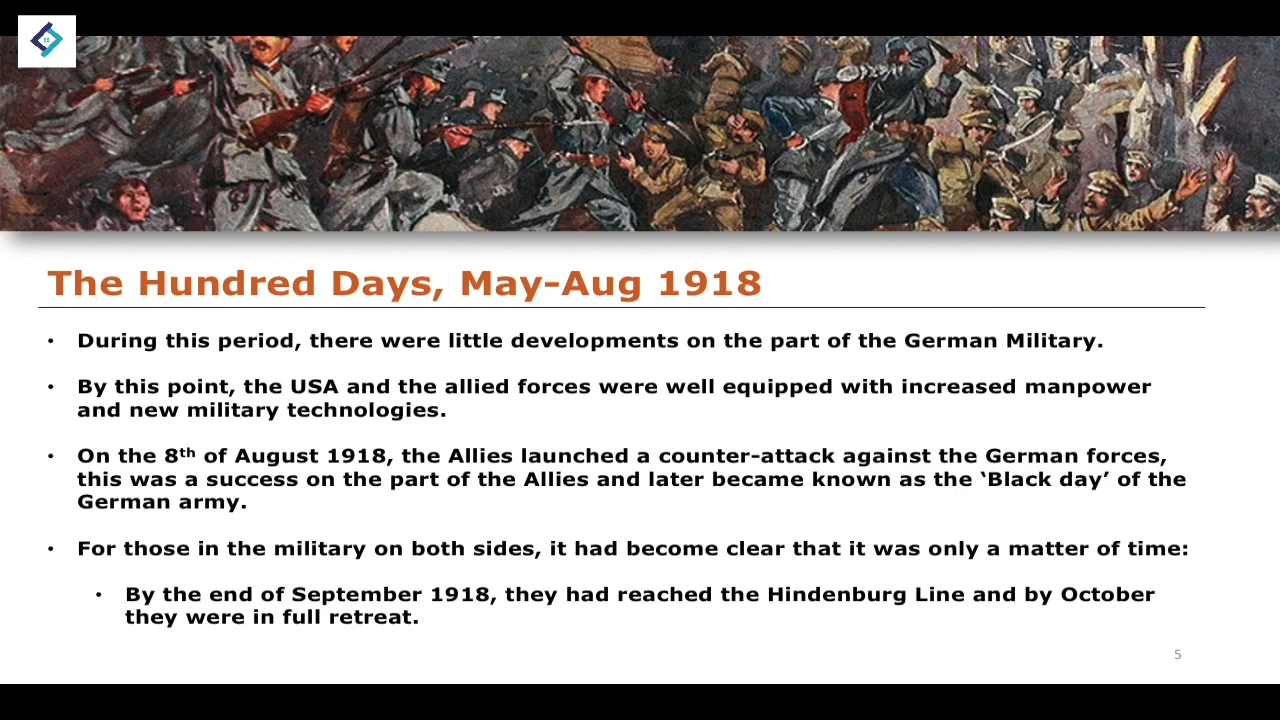 The Hundred Days, May-Aug 1918
• During this period, there were little developments on the part of the German Military.
• By this point, the USA and the allied forces were well equipped with increased manpower
and new military technologies.
• On the 8th of August 1918, the Allies launched a counter-attack against the German forces,
this was a success on the part of the Allies and later became known as the ‘Black day’ of the
German army.
• For those in the military on both sides, it had become clear that it was only a matter of time:
• By the end of September 1918, they had reached the Hindenburg Line and by October
they were in full retreat.
5